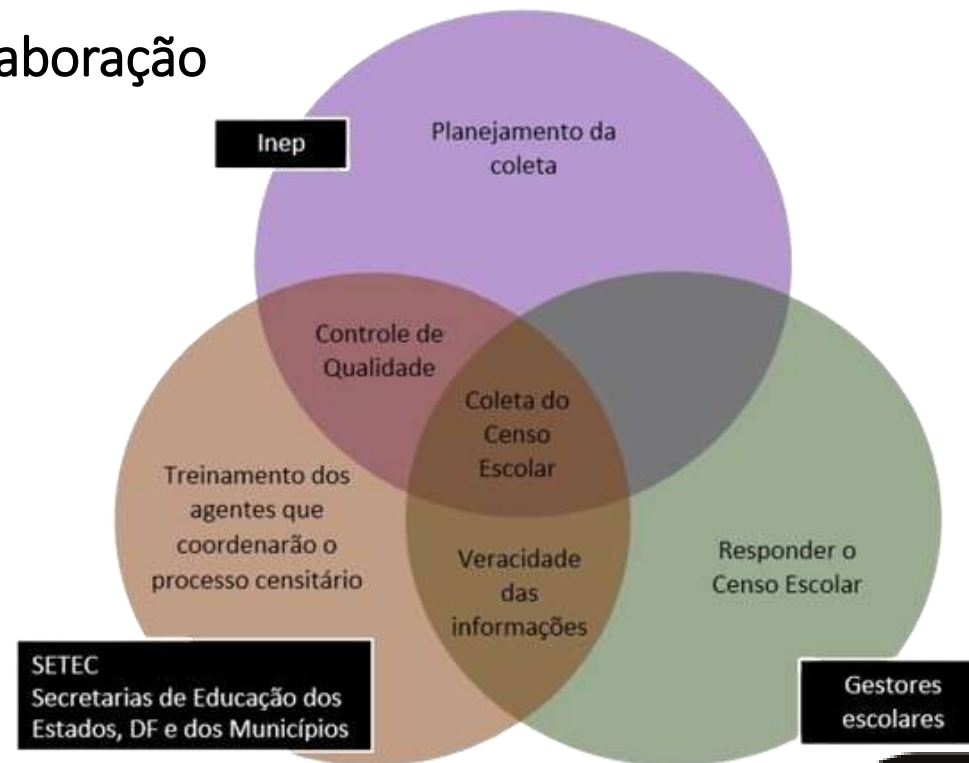 aboração
Inep
Planejamento da
coleta
Controle de
Qualidade
Coleta do
Censo
Escolar
Treinamento dos
agentes que
coordenarão o
processo censitário
Veracidade
das
informações
Responder o
Censo Escolar
SETEC
Secretarias de Educação dos
Estados, DF e dos Municípios
Gestores
escolares